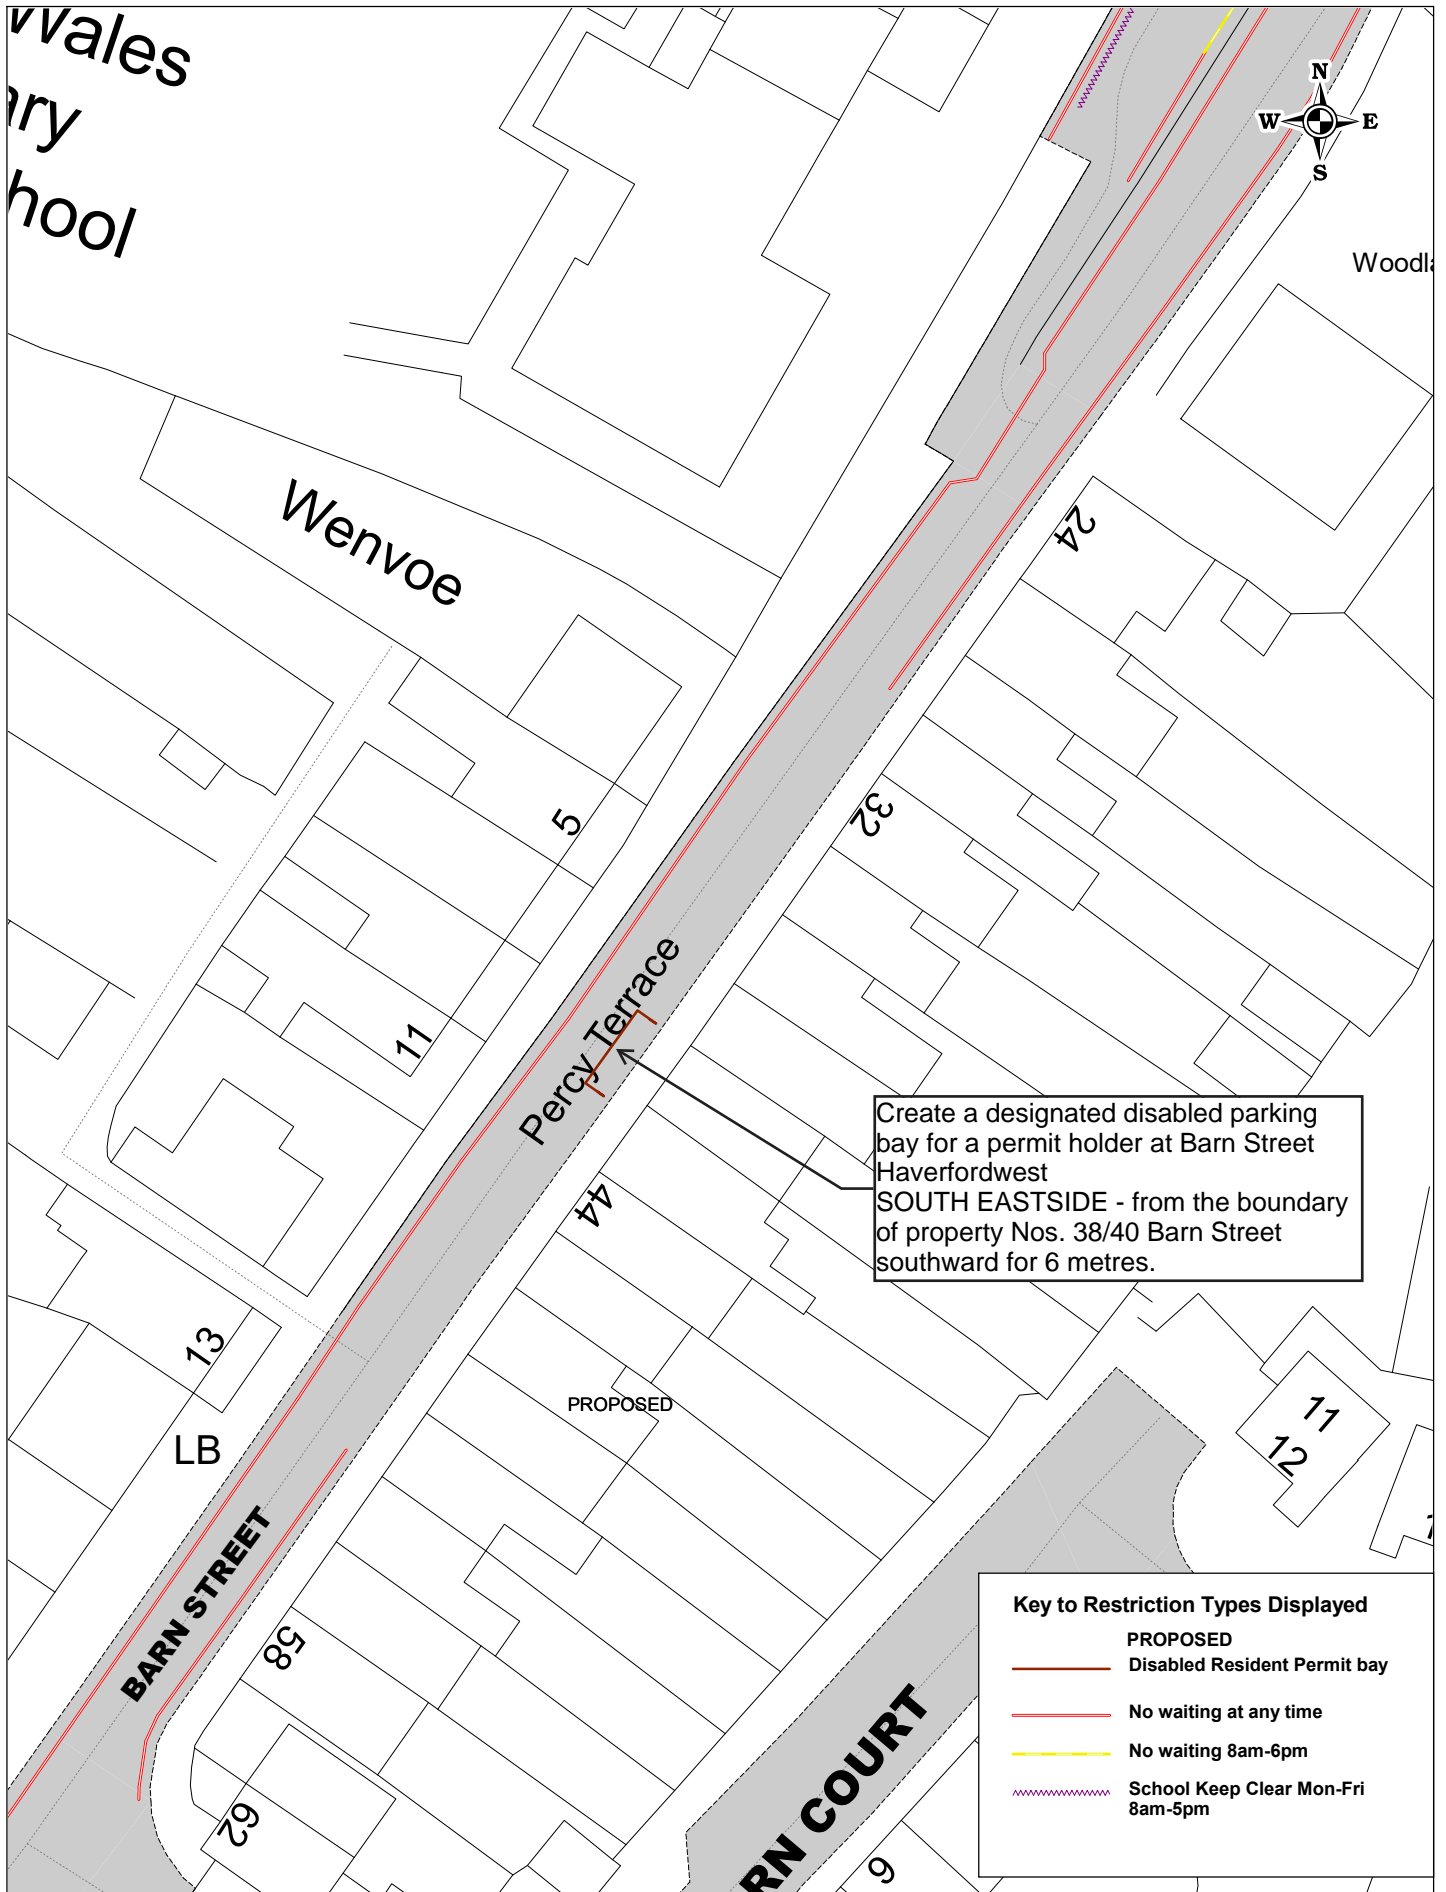 Wales
ary
hool
N
W E
S
Woodla
Wenvoe
24
5
32
11
Percy Terrace
Create a designated disabled parking
bay for a permit holder at Barn Street
Haverfordwest
SOUTH EASTSIDE - from the boundary
of property Nos. 38/40 Barn Street
southward for 6 metres.
44
13
PROPOSED
LB
11
12
BARN STREET
58
62
RN COURT
9
Key to Restriction Types Displayed
PROPOSED
Disabled Resident Permit bay
No waiting at any time
No waiting 8am-6pm
School Keep Clear Mon-Fri
8am-5pm